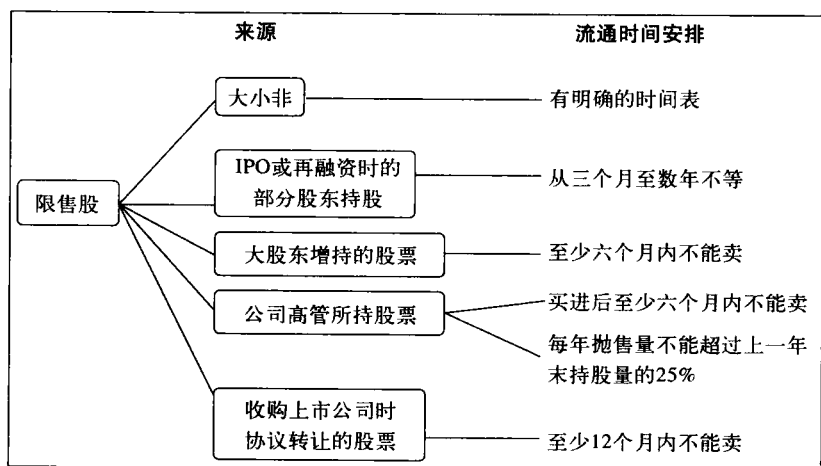 来源
流通时间安排
大小非
有明确的时间表
IPO或再融资时的
部分股东持股
从三个月至数年不等
限售股
大股东增持的股票
至少六个月内不能卖
公司高管所持股票
买进后至少六个月内不能卖
每年抛售量不能超过上一年
末持股量的25%
收购上市公司时
协议转让的股票
至少12个月内不能卖